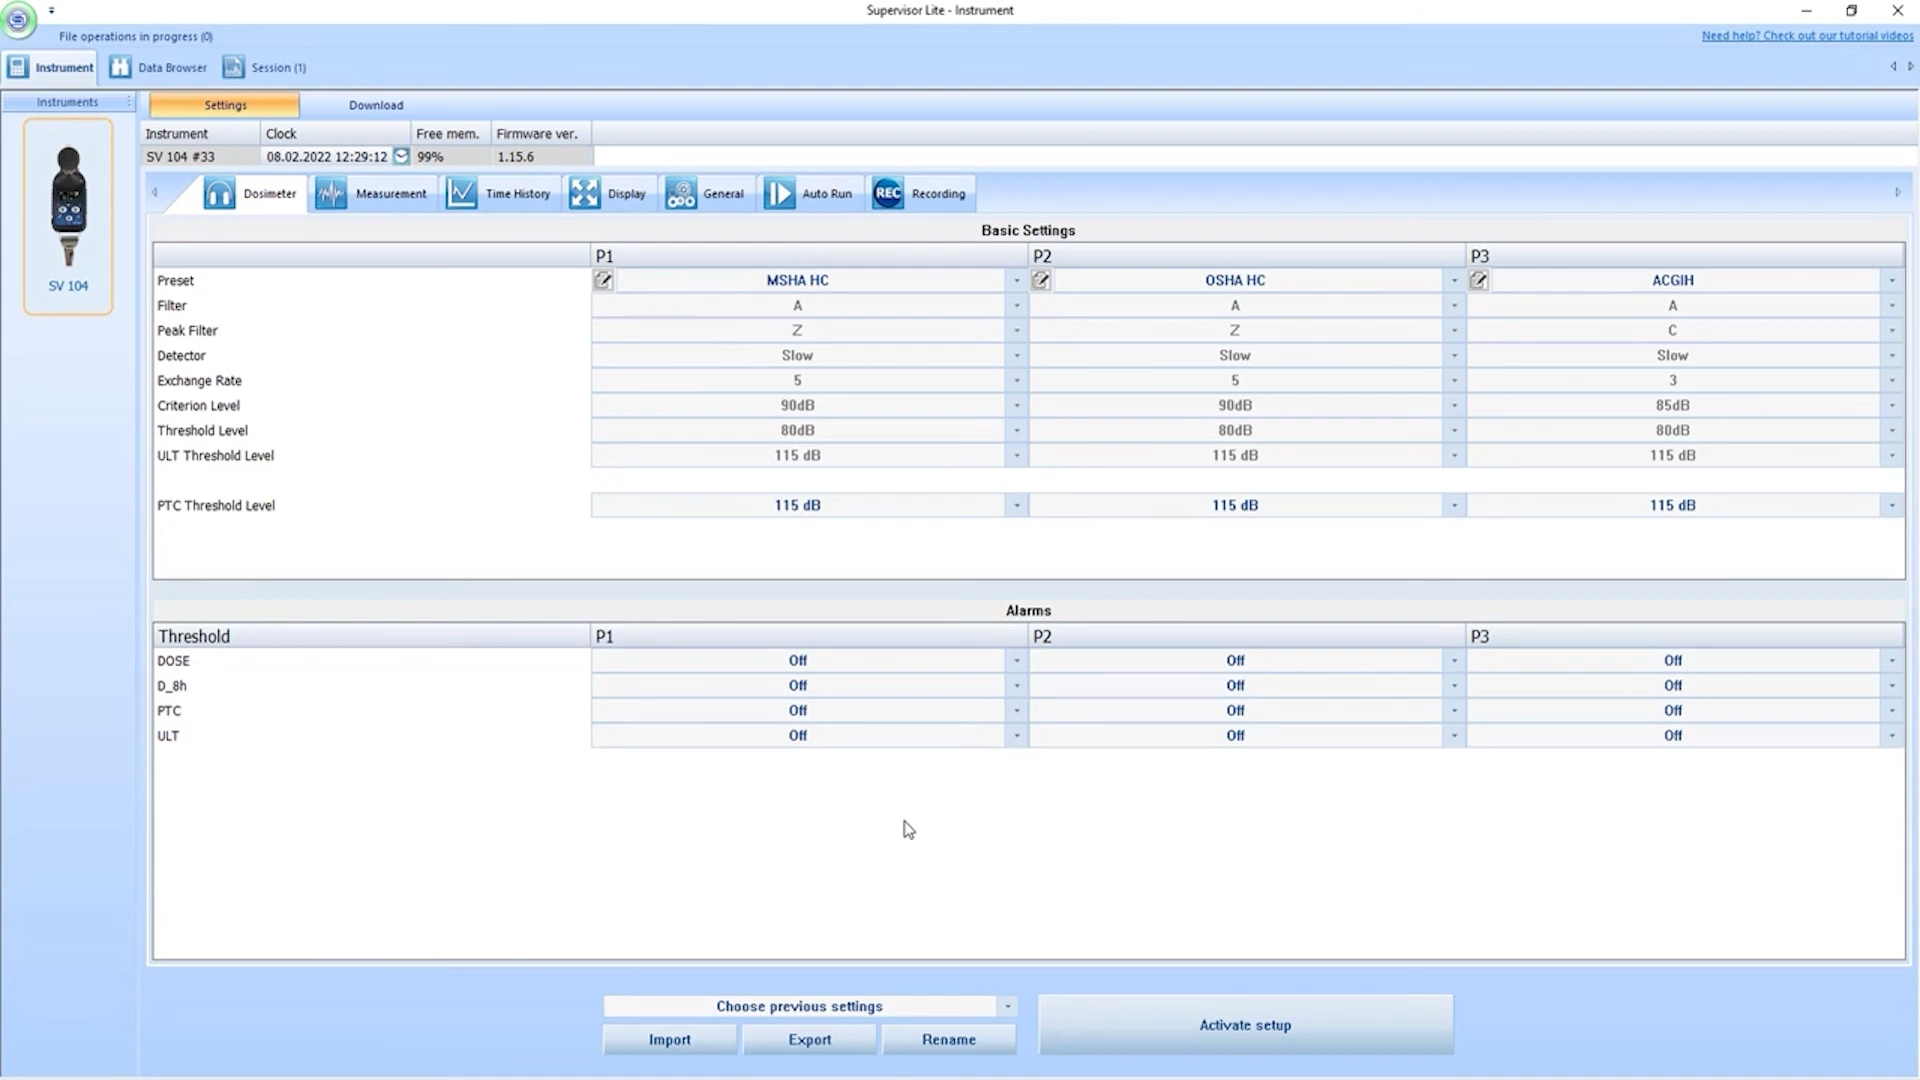 Supervisor Lite - Instrument
File operations in progress (0)
Need help? Check out our tutorial videos
Instrument Data Browser Session (1)
Instruments
Settings Download
Instrument Clock Free mem. Firmware ver.
SV 104 #33 08.02.2022 12:29:12 99% 1.15.6
Dosimeter Measurement Time History Display General Auto Run REC Recording
SV 104
Basic Settings
P1 P2 P3
Preset MSHA HC OSHA HC ACGIH
Filter A A A
Peak Filter Z Z C
Detector Slow Slow Slow
Exchange Rate 5 5 3
Criterion Level 90dB 90dB 85dB
Threshold Level 80dB 80dB 80dB
ULT Threshold Level 115 dB 115 dB 115 dB
PTC Threshold Level 115 dB 115 dB 115 dB
Alarms
Threshold P1 P2 P3
DOSE Off Off Off
D_8h Off Off Off
PTC Off Off Off
ULT Off Off Off
Choose previous settings
Import Export Rename
Activate setup